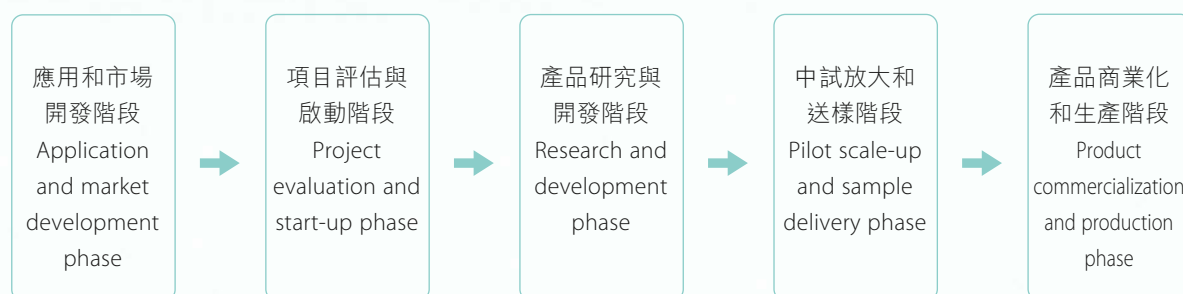 應用和市場
開發階段
Application
and market
development
phase
項目評估與
啟動階段
Project
evaluation and
start-up phase
產品研究與
開發階段
Research and
development
phase
中試放大和
送樣階段
Pilot scale-up
and sample
delivery phase
產品商業化
和生產階段
Product
commercialization
and production
phase